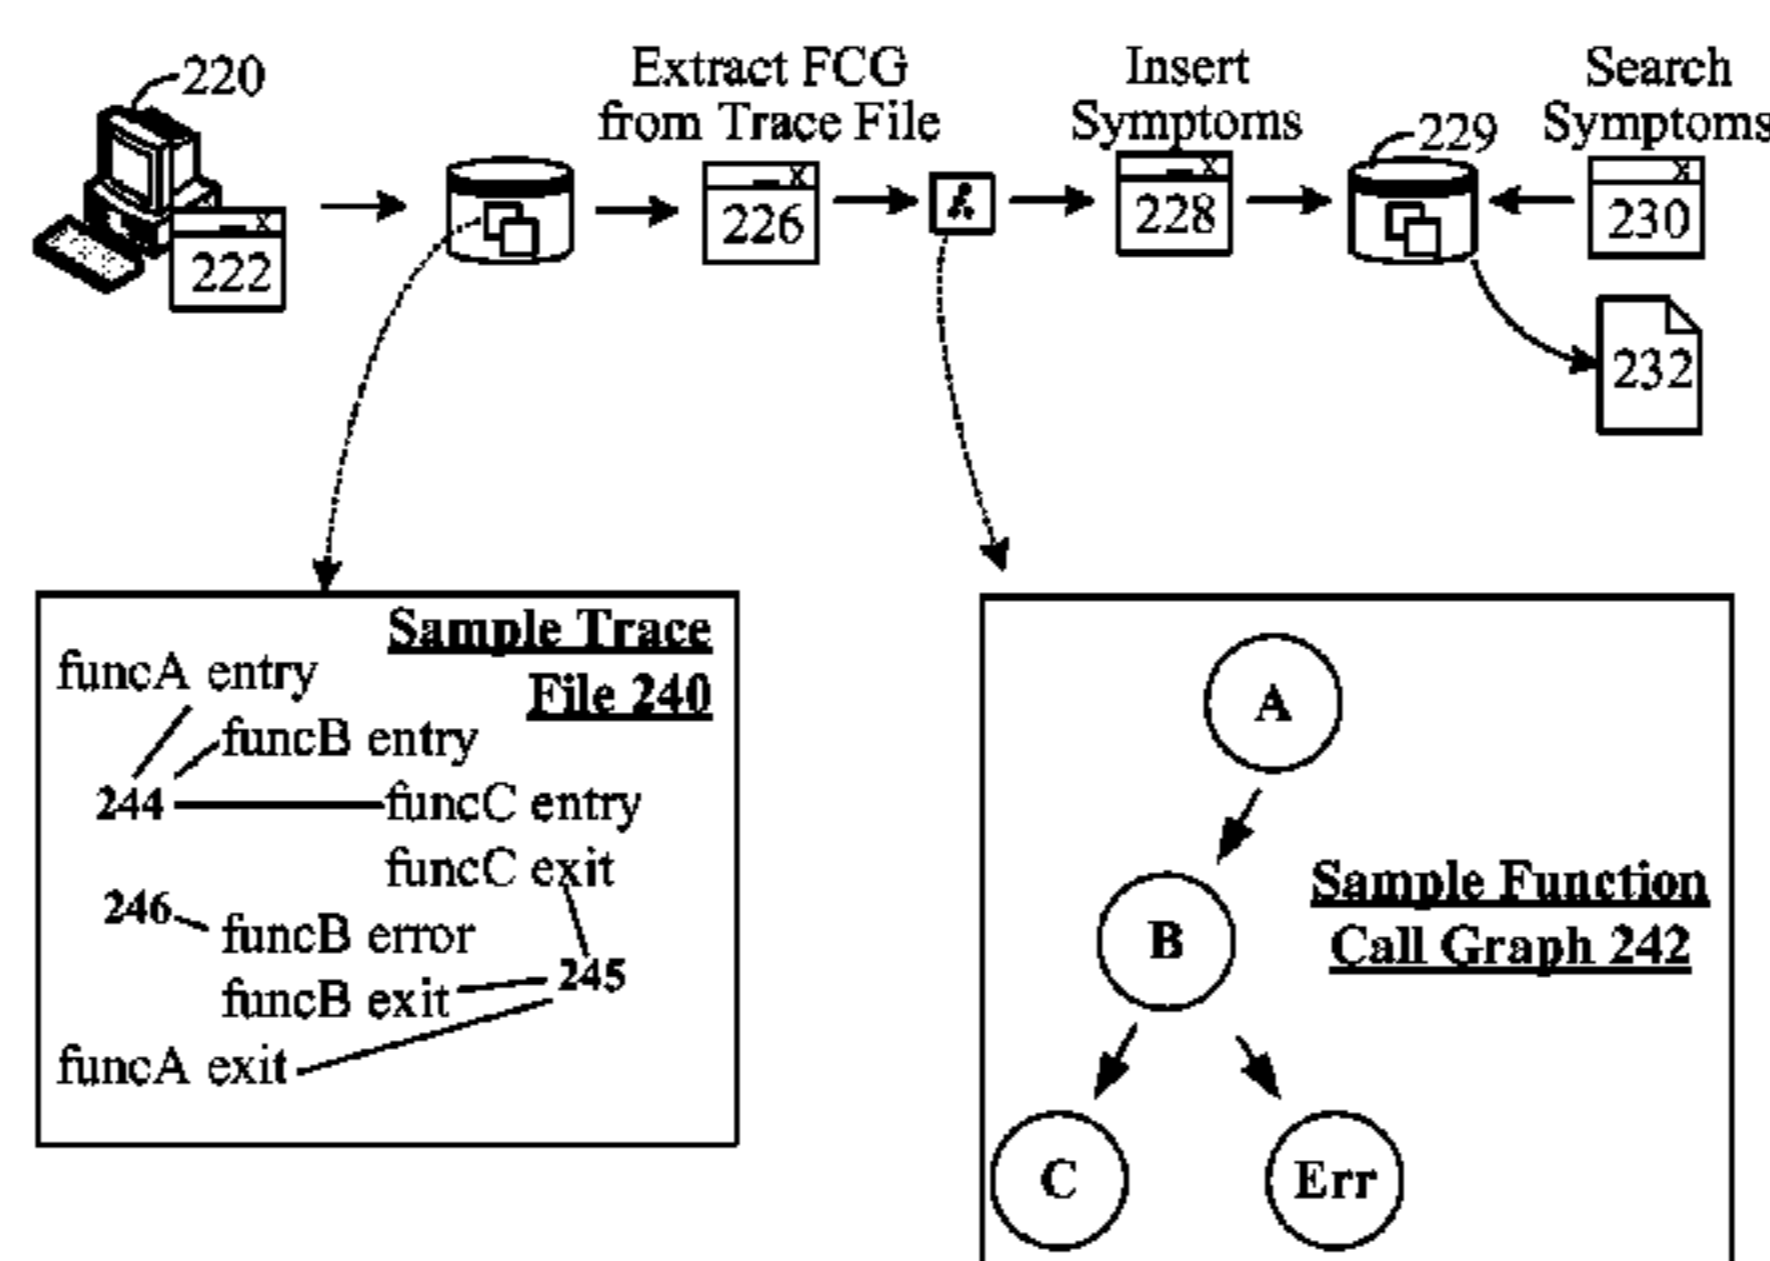 220
Extract FCG
from Trace File
Insert
Symptoms
229
Search
Symptoms
222
x
226
x
228
x
230
x
232
Sample Trace
File 240
funcA entry
funcB entry
244
funcC entry
funcC exit
246
funcB error
245
funcB exit
funcA exit
A
B
Sample Function
Call Graph 242
C
Err